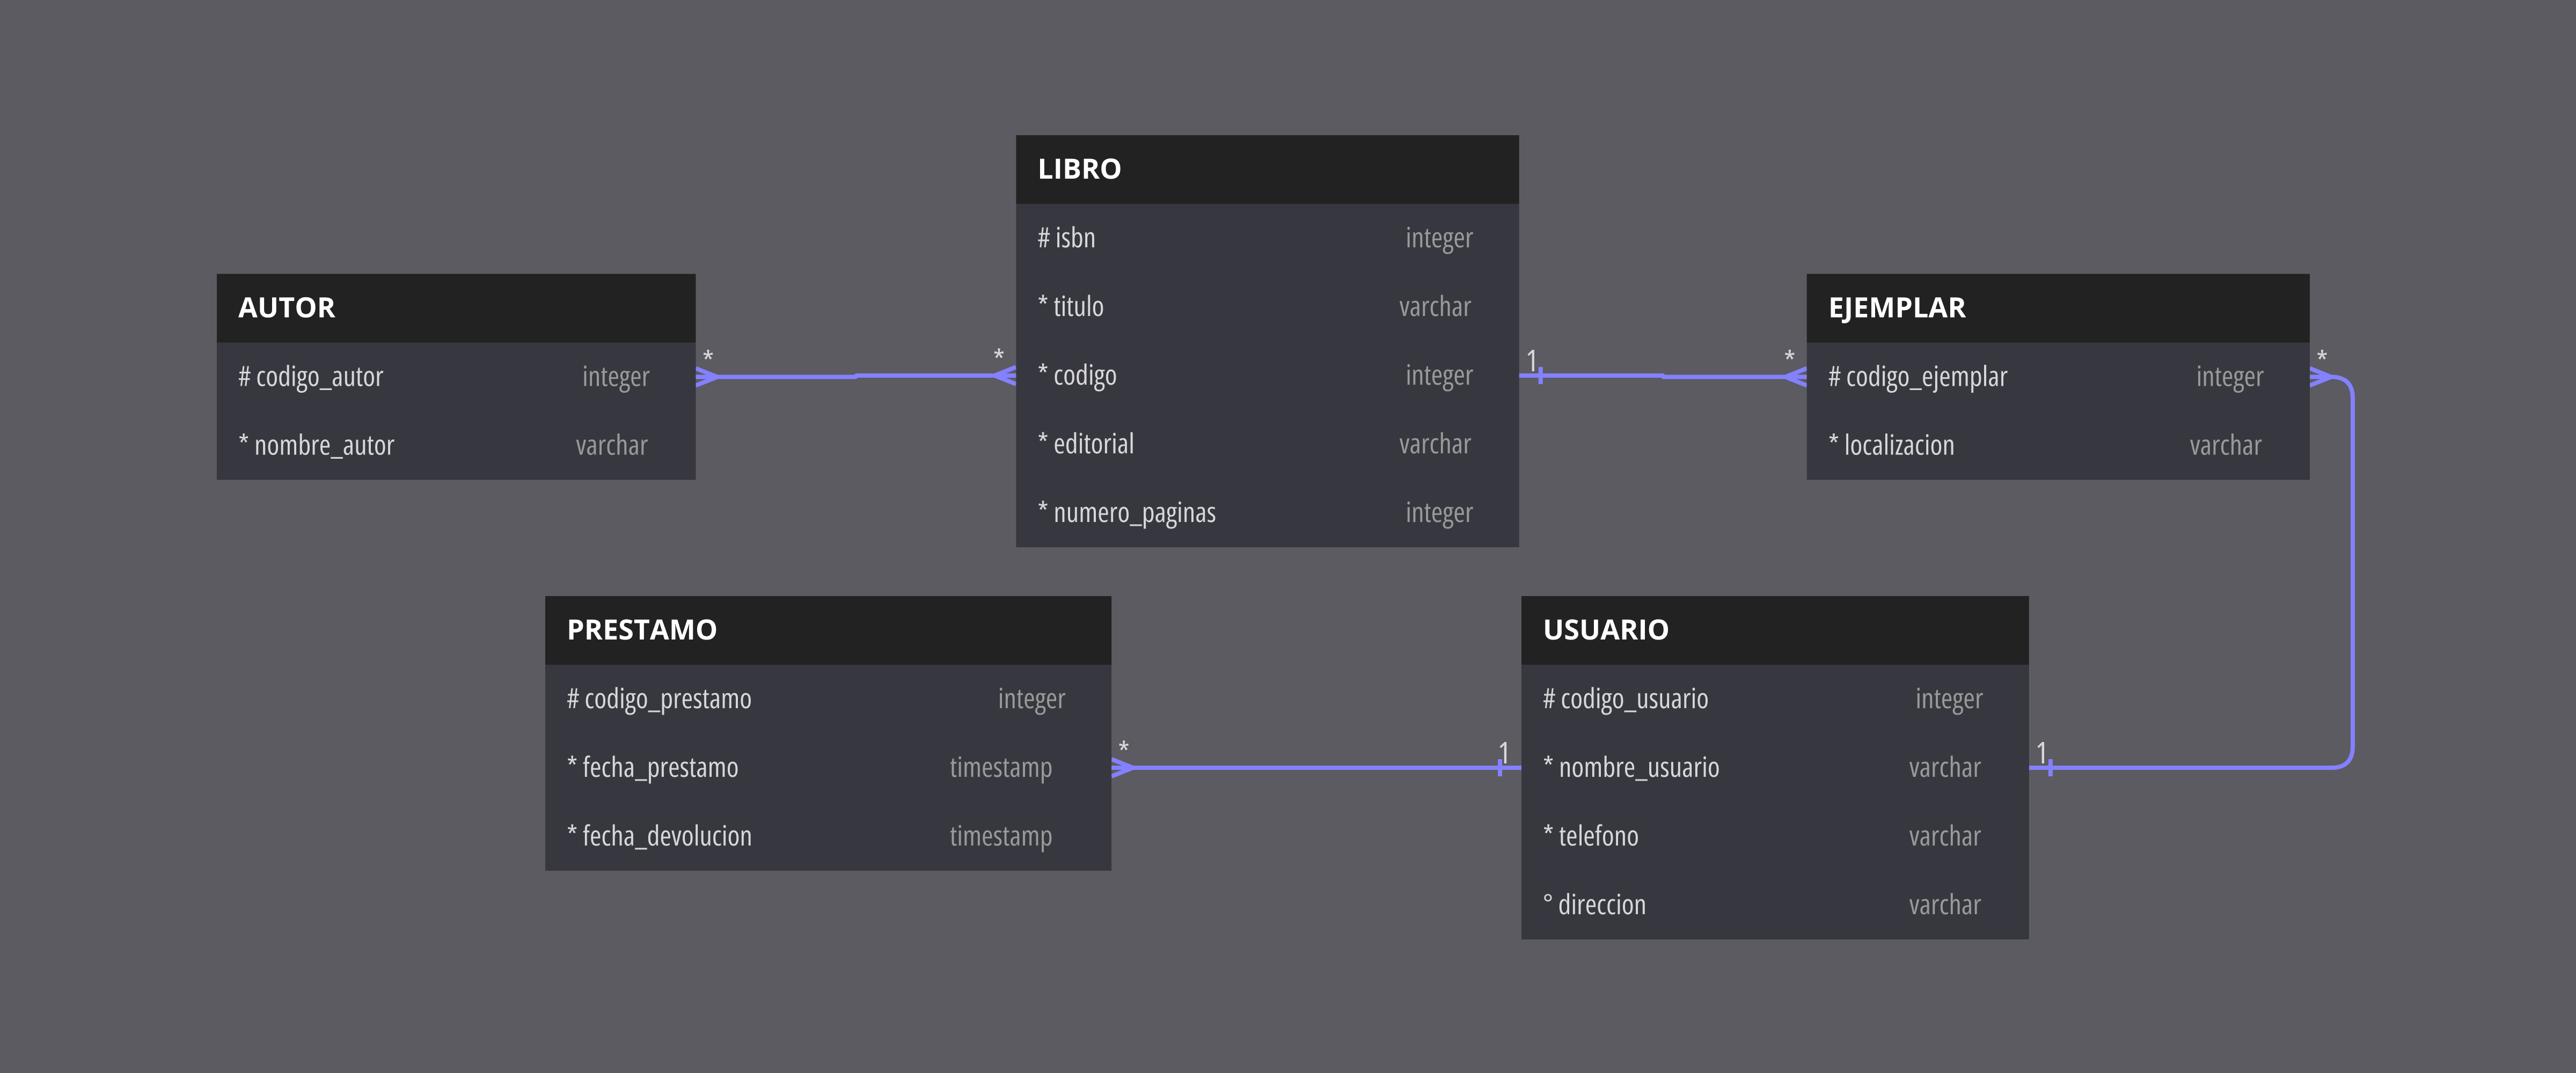 LIBRO
# isbn integer
* titulo varchar
* codigo integer
* editorial varchar
* numero_paginas integer
AUTOR
# codigo_autor integer
* nombre_autor varchar
* *
1 *
EJEMPLAR
# codigo_ejemplar integer
* localizacion varchar
*
PRESTAMO
# codigo_prestamo integer
* fecha_prestamo timestamp
* fecha_devolucion timestamp
* 1
USUARIO
# codigo_usuario integer
* nombre_usuario varchar
* telefono varchar
° direccion varchar
1